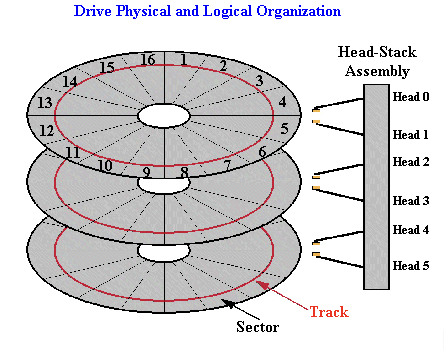 Drive Physical and Logical Organization
Head-Stack
Assembly
16 1
15 2
14 3
13 4
12 5
11 6
10 7
9 8
Head 0
Head 1
Head 2
Head 3
Head 4
Head 5
Track
Sector